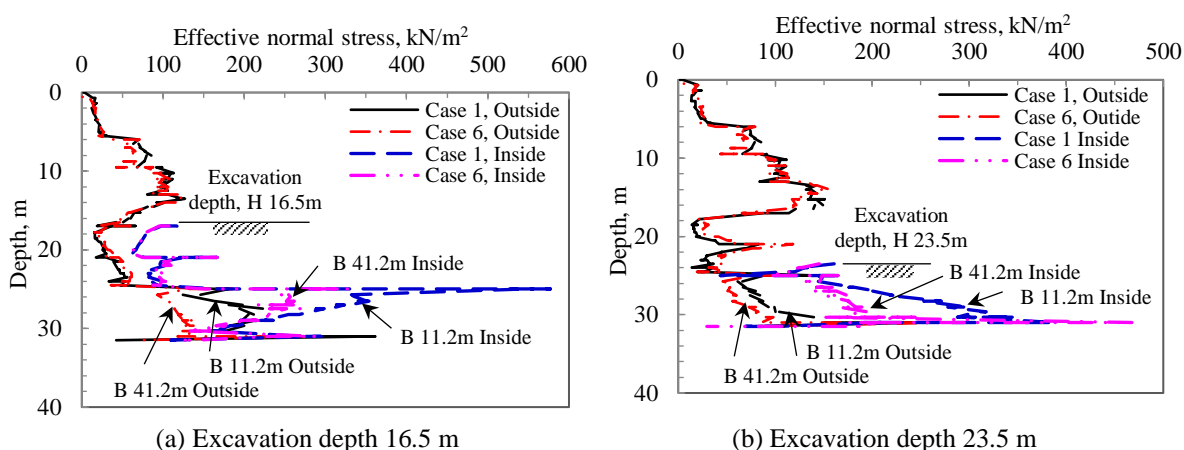 Effective normal stress, kN/m²
0 100 200 300 400 500 600
0
10
20
30
40
Depth, m
Case 1, Outside
Case 6, Outside
Case 1, Inside
Case 6, Inside
Excavation
depth, H 16.5m
B 41.2m Inside
B 11.2m Inside
B 11.2m Outside
B 41.2m Outside
(a) Excavation depth 16.5 m
Effective normal stress, kN/m²
0 100 200 300 400 500
0
10
20
30
40
Depth, m
Case 1, Outside
Case 6, Outide
Case 1 Inside
Case 6 Inside
Excavation
depth, H 23.5m
B 41.2m Inside
B 11.2m Inside
B 11.2m Outside
B 41.2m Outside
(b) Excavation depth 23.5 m